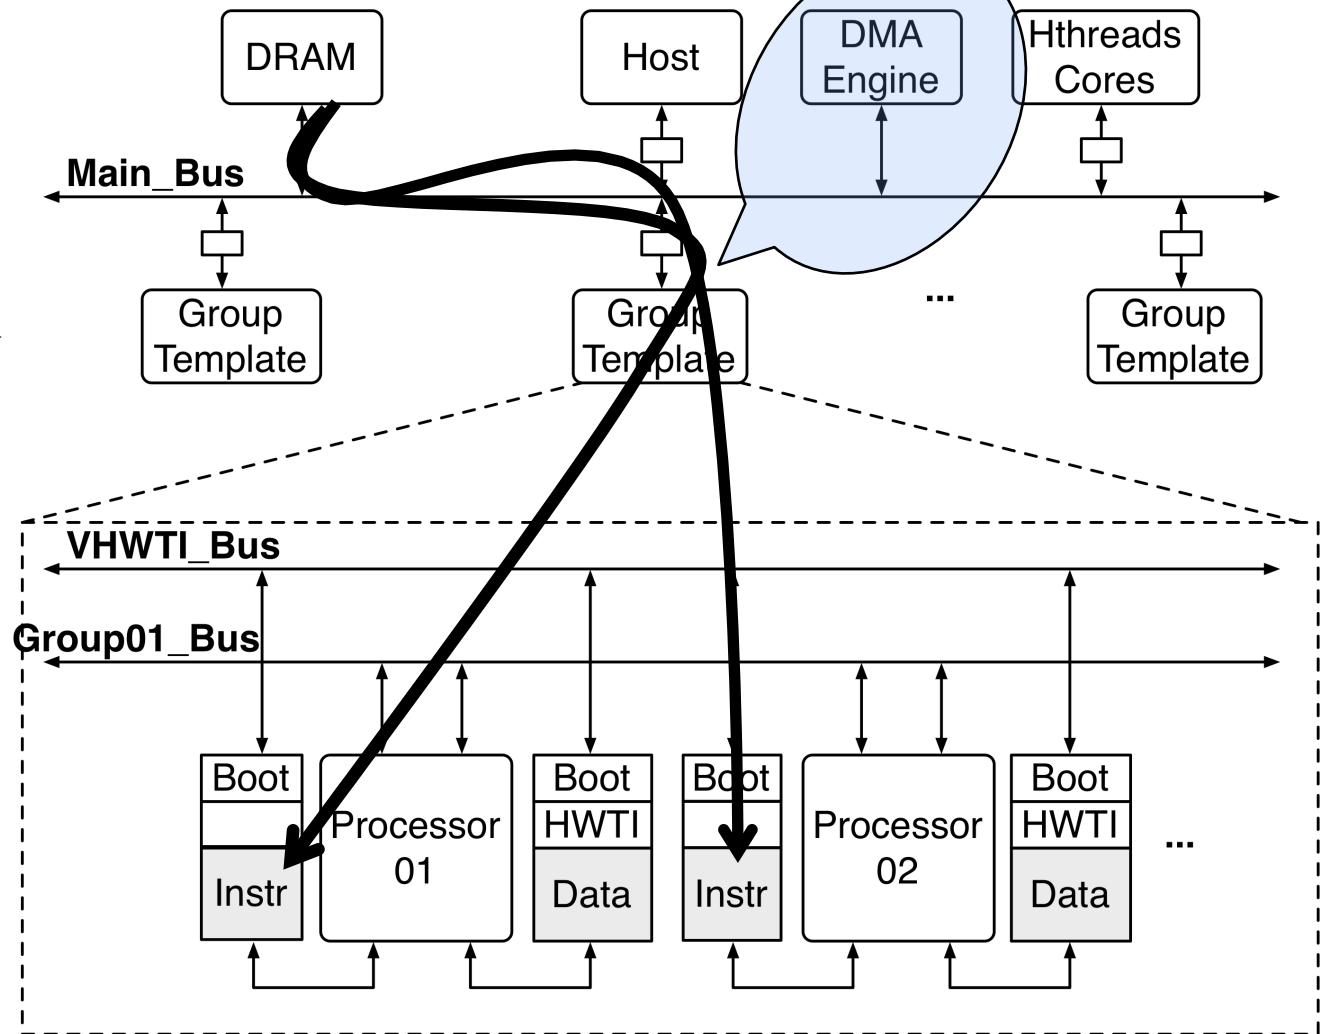 DRAM
Host
DMA
Engine
Hthreads
Cores
Main_Bus
Group
Template
Group
Template
...
Group
Template
VHWTI_Bus
Group01_Bus
Boot
Instr
Processor
01
Boot
HWTI
Data
Boot
Instr
Processor
02
Boot
HWTI
Data
...